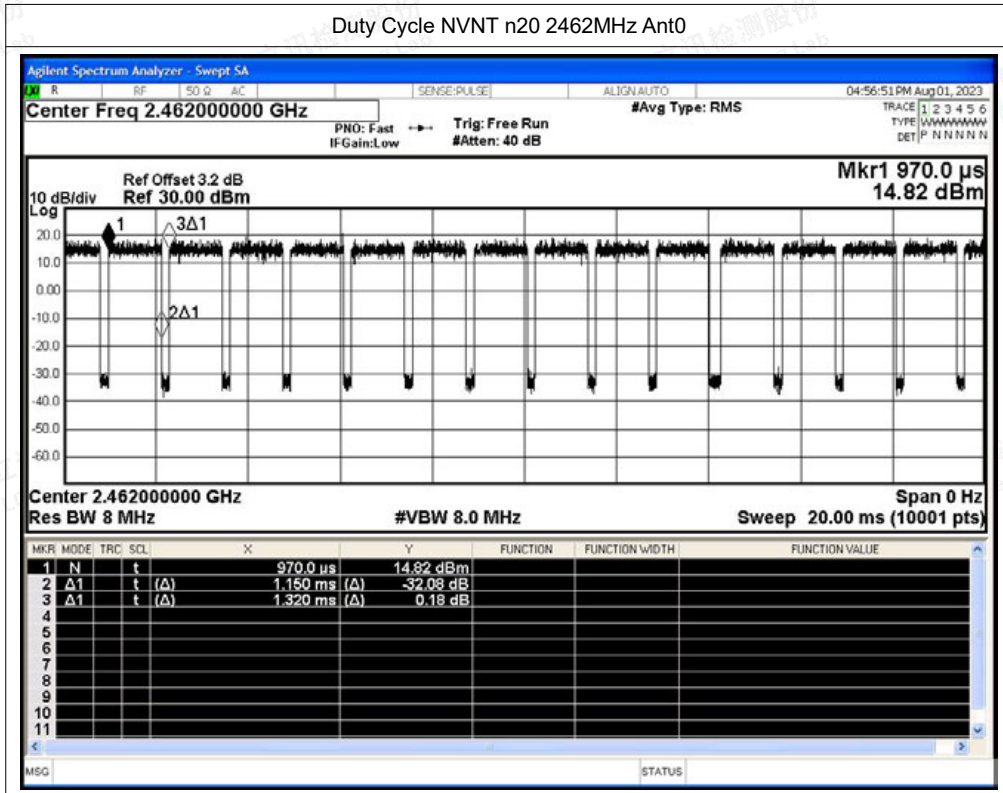 Duty Cycle NVNT n20 2462MHz Ant0
Agilent Spectrum Analyzer - Swept SA
R RF 50 Ω AC SENSE:PULSE ALIGNAUTO 04:56:51 PM Aug 01, 2023
Center Freq 2.462000000 GHz #Avg Type: RMS TRACE 1 2 3 4 5 6
PNO: Fast Trig: Free Run TYPE WWWWWW
IFGain:Low #Atten: 40 dB DET P N N N N N
Mkr1 970.0 µs
Ref Offset 3.2 dB
10 dB/div Ref 30.00 dBm 14.82 dBm
Log
1 3Δ1
20.0
10.0
0.00
2Δ1
-10.0
-20.0
-30.0
-40.0
-50.0
-60.0
Center 2.462000000 GHz Span 0 Hz
Res BW 8 MHz #VBW 8.0 MHz Sweep 20.00 ms (10001 pts)
MKR MODE TRC SCL X Y FUNCTION FUNCTION WIDTH FUNCTION VALUE
1 N t 970.0 µs 14.82 dBm
2 Δ1 t (Δ) 1.150 ms (Δ) -32.08 dB
3 Δ1 t (Δ) 1.320 ms (Δ) 0.18 dB
4
5
6
7
8
9
10
11
MSG STATUS